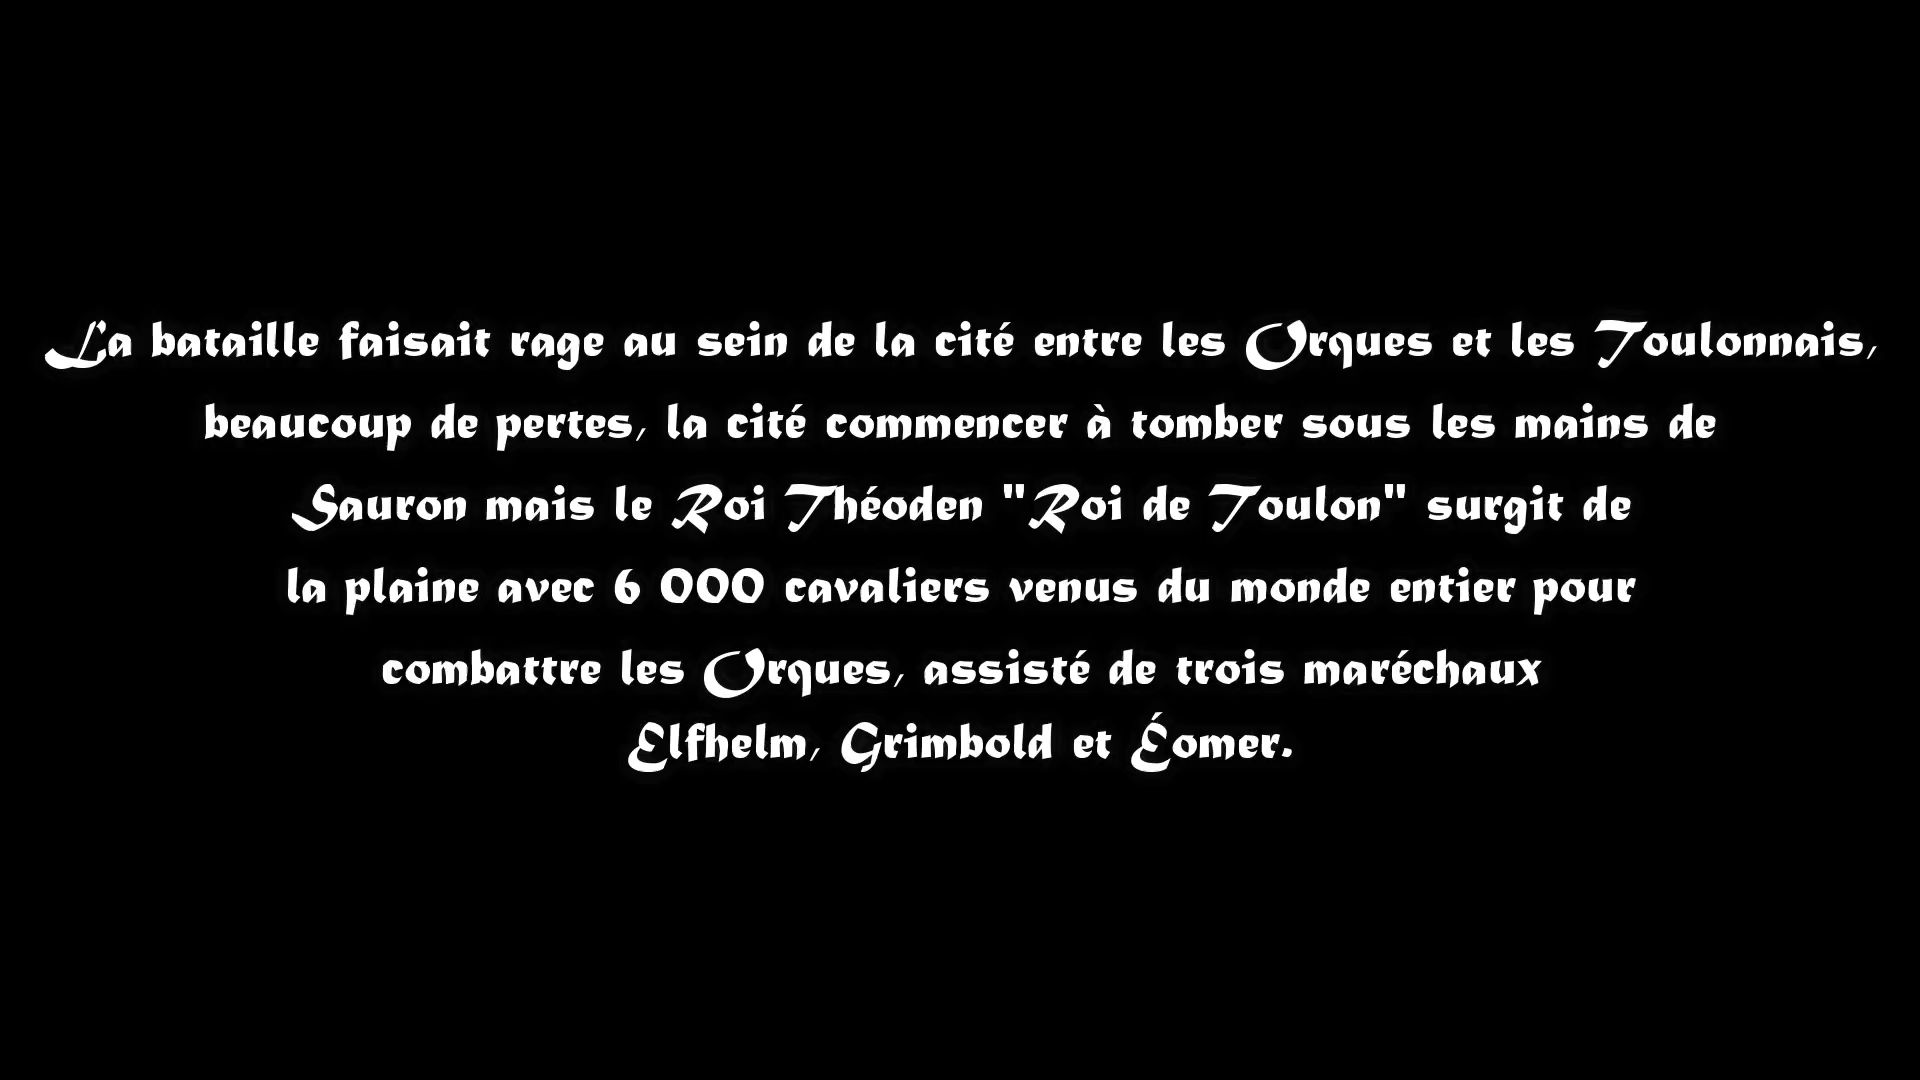 La bataille faisait rage au sein de la cité entre les Orques et les Toulonnais,
beaucoup de pertes, la cité commencer à tomber sous les mains de
Sauron mais le Roi Théoden "Roi de Toulon" surgit de
la plaine avec 6 000 cavaliers venus du monde entier pour
combattre les Orques, assisté de trois maréchaux
Elfhelm, Grimbold et Éomer.